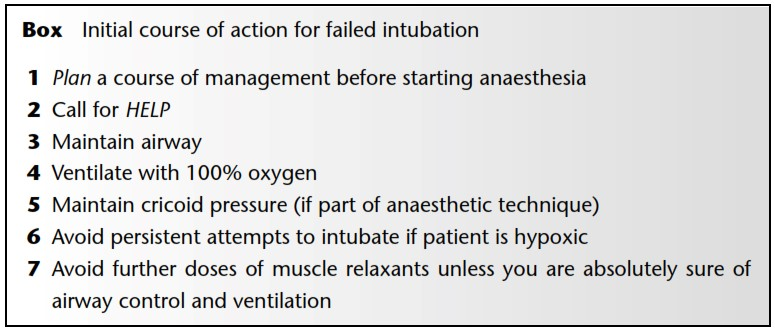 Box Initial course of action for failed intubation
1 Plan a course of management before starting anaesthesia
2 Call for HELP
3 Maintain airway
4 Ventilate with 100% oxygen
5 Maintain cricoid pressure (if part of anaesthetic technique)
6 Avoid persistent attempts to intubate if patient is hypoxic
7 Avoid further doses of muscle relaxants unless you are absolutely sure of
airway control and ventilation